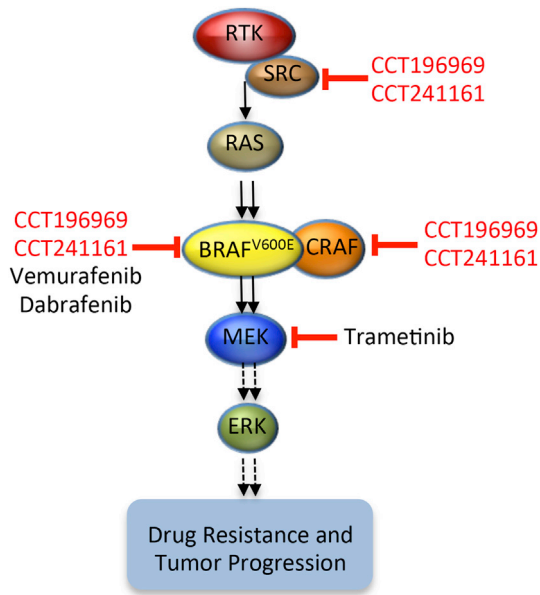 RTK
SRC
CCT196969
CCT241161
RAS
CCT196969
CCT241161
Vemurafenib
Dabrafenib
BRAFV600E
CRAF
CCT196969
CCT241161
MEK
Trametinib
ERK
Drug Resistance and
Tumor Progression